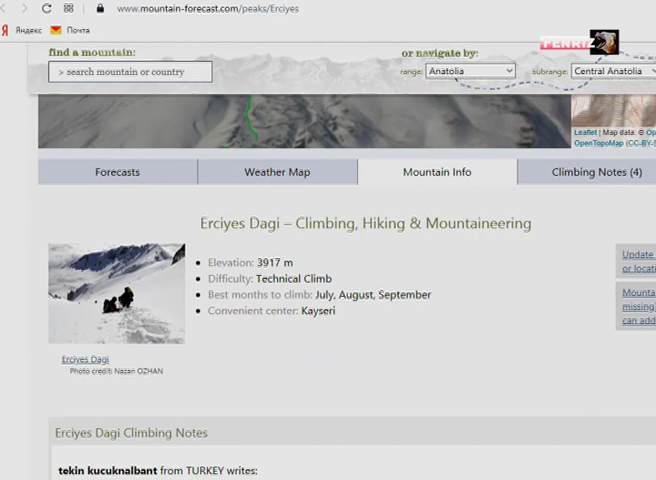 www.mountain-forecast.com/peaks/Erciyes
Яндекс Почта
find a mountain:
or navigate by:
> search mountain or country
range: Anatolia
subrange: Central Anatolia
Leaflet | Map data: © Op
OpenTopoMap (CC-BY-S
Forecasts
Weather Map
Mountain Info
Climbing Notes (4)
Erciyes Dagi – Climbing, Hiking & Mountaineering
Elevation: 3917 m
Difficulty: Technical Climb
Best months to climb: July, August, September
Convenient center: Kayseri
Update
or locati
Mounta
missing?
can add
Erciyes Dagi
Photo credit: Nazan OZHAN
Erciyes Dagi Climbing Notes
tekin kucuknalbant from TURKEY writes: